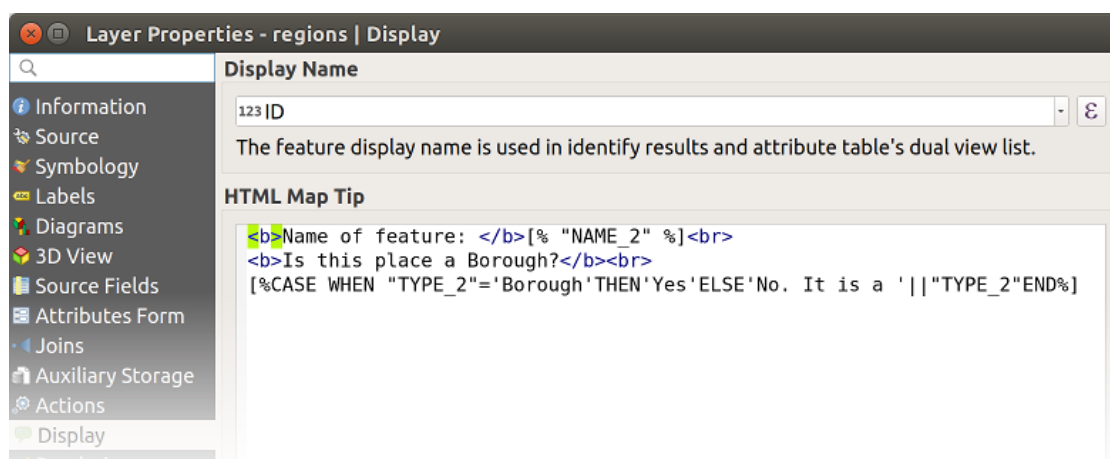 Layer Properties - regions | Display
Display Name
123 ID
ε
The feature display name is used in identify results and attribute table's dual view list.
HTML Map Tip
<b>Name of feature: </b>[% "NAME_2" %]<br>
<b>Is this place a Borough?</b><br>
[%CASE WHEN "TYPE_2"='Borough'THEN'Yes'ELSE'No. It is a '||"TYPE_2"END%]
Information
Source
Symbology
abc Labels
Diagrams
3D View
Source Fields
Attributes Form
Joins
Auxiliary Storage
Actions
Display